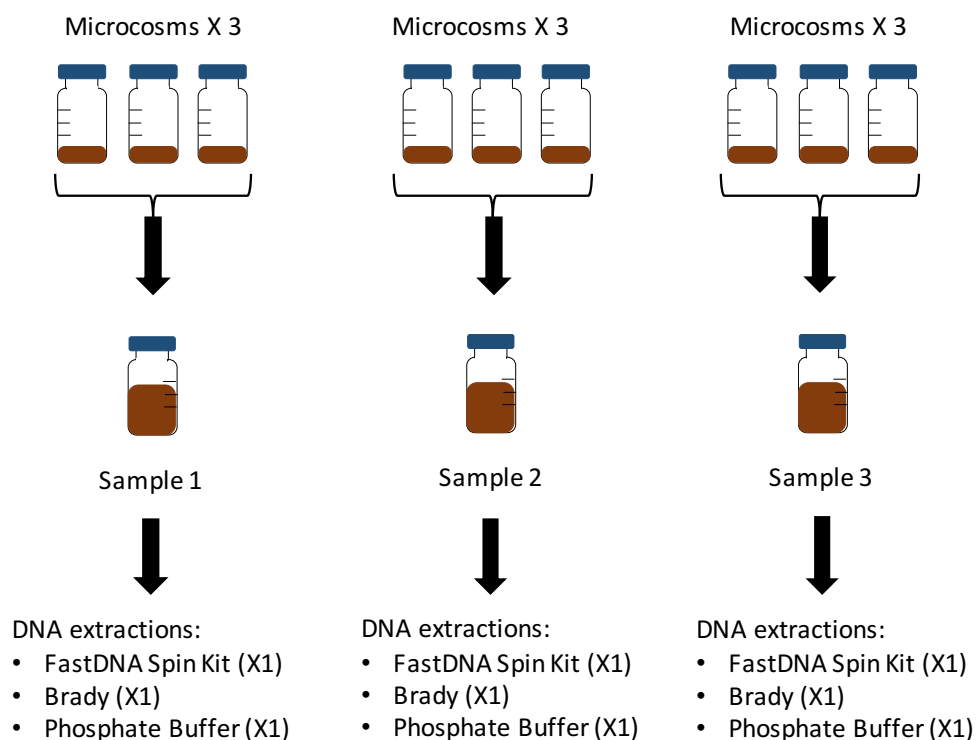 Microcosms X 3
Microcosms X 3
Microcosms X 3
Sample 1
Sample 2
Sample 3
DNA extractions:
• FastDNA Spin Kit (X1)
• Brady (X1)
• Phosphate Buffer (X1)
DNA extractions:
• FastDNA Spin Kit (X1)
• Brady (X1)
• Phosphate Buffer (X1)
DNA extractions:
• FastDNA Spin Kit (X1)
• Brady (X1)
• Phosphate Buffer (X1)